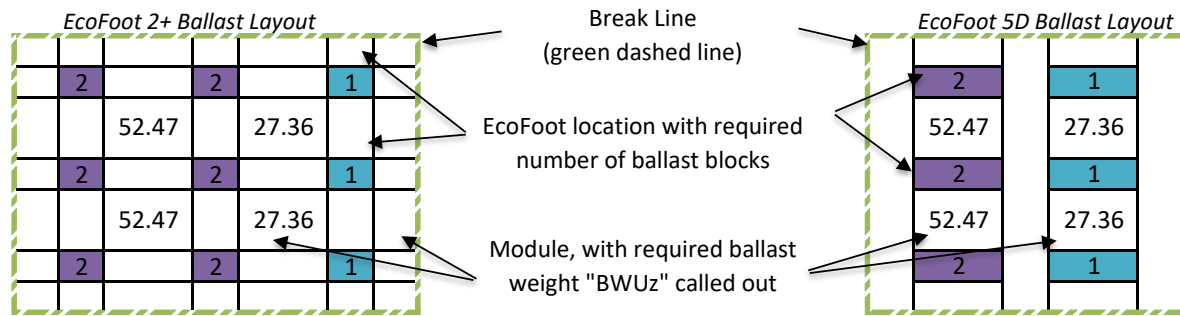 EcoFoot 2+ Ballast Layout
Break Line
(green dashed line)
EcoFoot 5D Ballast Layout
2 2 1
52.47 27.36
2 2 1
52.47 27.36
2 2 1
EcoFoot location with required
number of ballast blocks
Module, with required ballast
weight "BWUz" called out
2 1
52.47 27.36
2 1
52.47 27.36
2 1